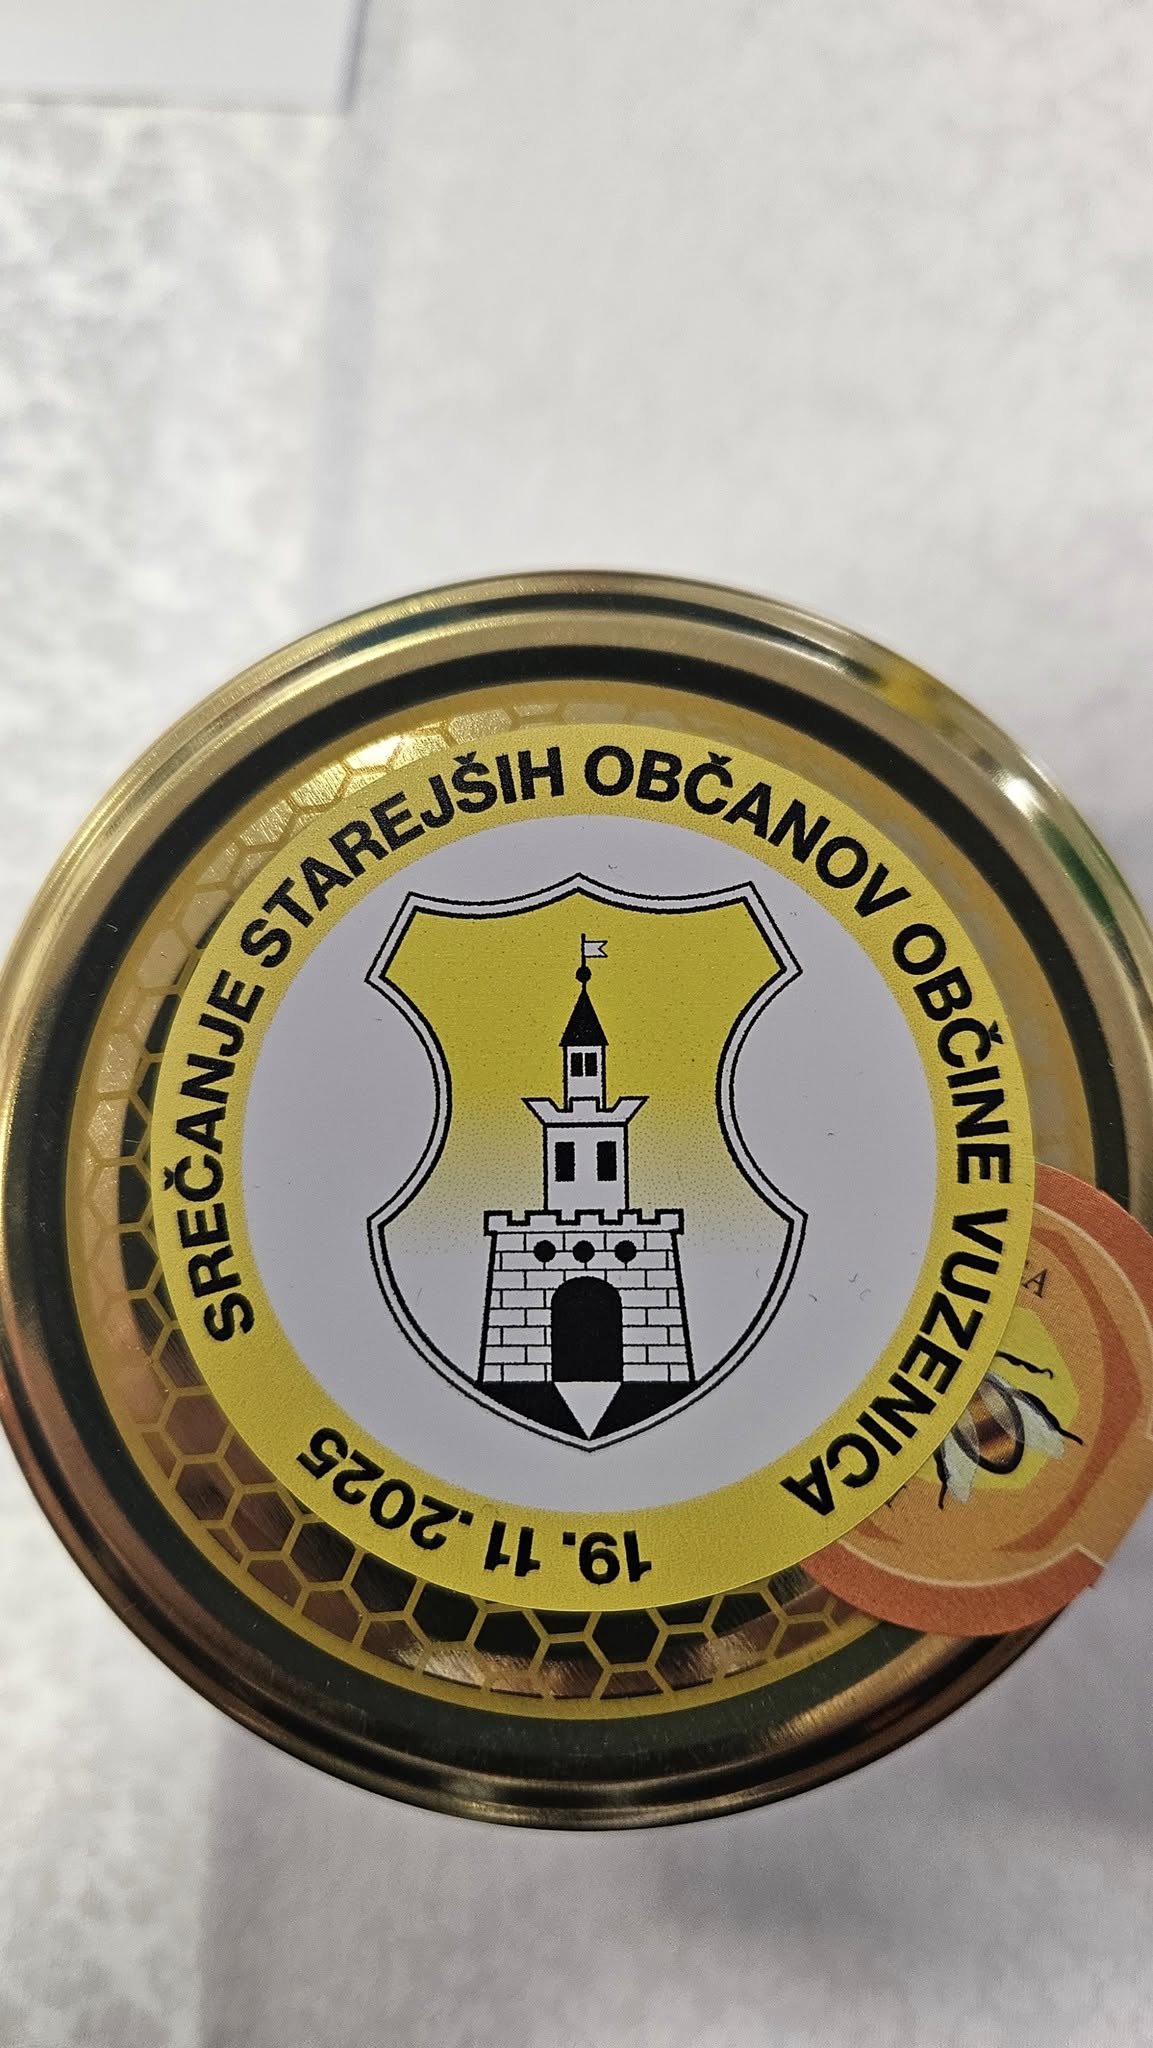 SREČANJE STAREJŠIH OBČANOV OBČINE VUZENICA
19. 11. 2025